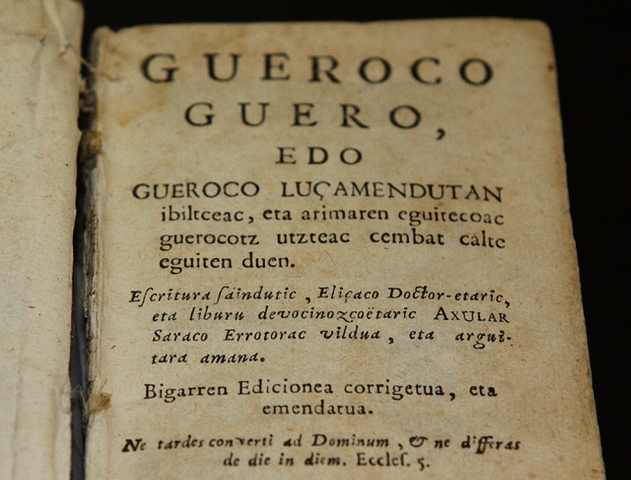 GUEROCO
GUERO,
EDO
GUEROCO LUÇAMENDUTAN
ibiltceac, eta arimaren eguitecoac
guerocotz utzteac cembat calte
eguiten duen.
Eſcritura ſaindutic, Eliçaco Doctor-etaric,
eta liburu devocinozcoëtaric AXULAR
Saraco Errotorac vildua, eta argui-
tara amana.
Bigarren Edicionea corrigetua, eta
emendatua.
Ne tardes converti ad Dominum, & ne differas
de die in diem. Eccleſ. 5.